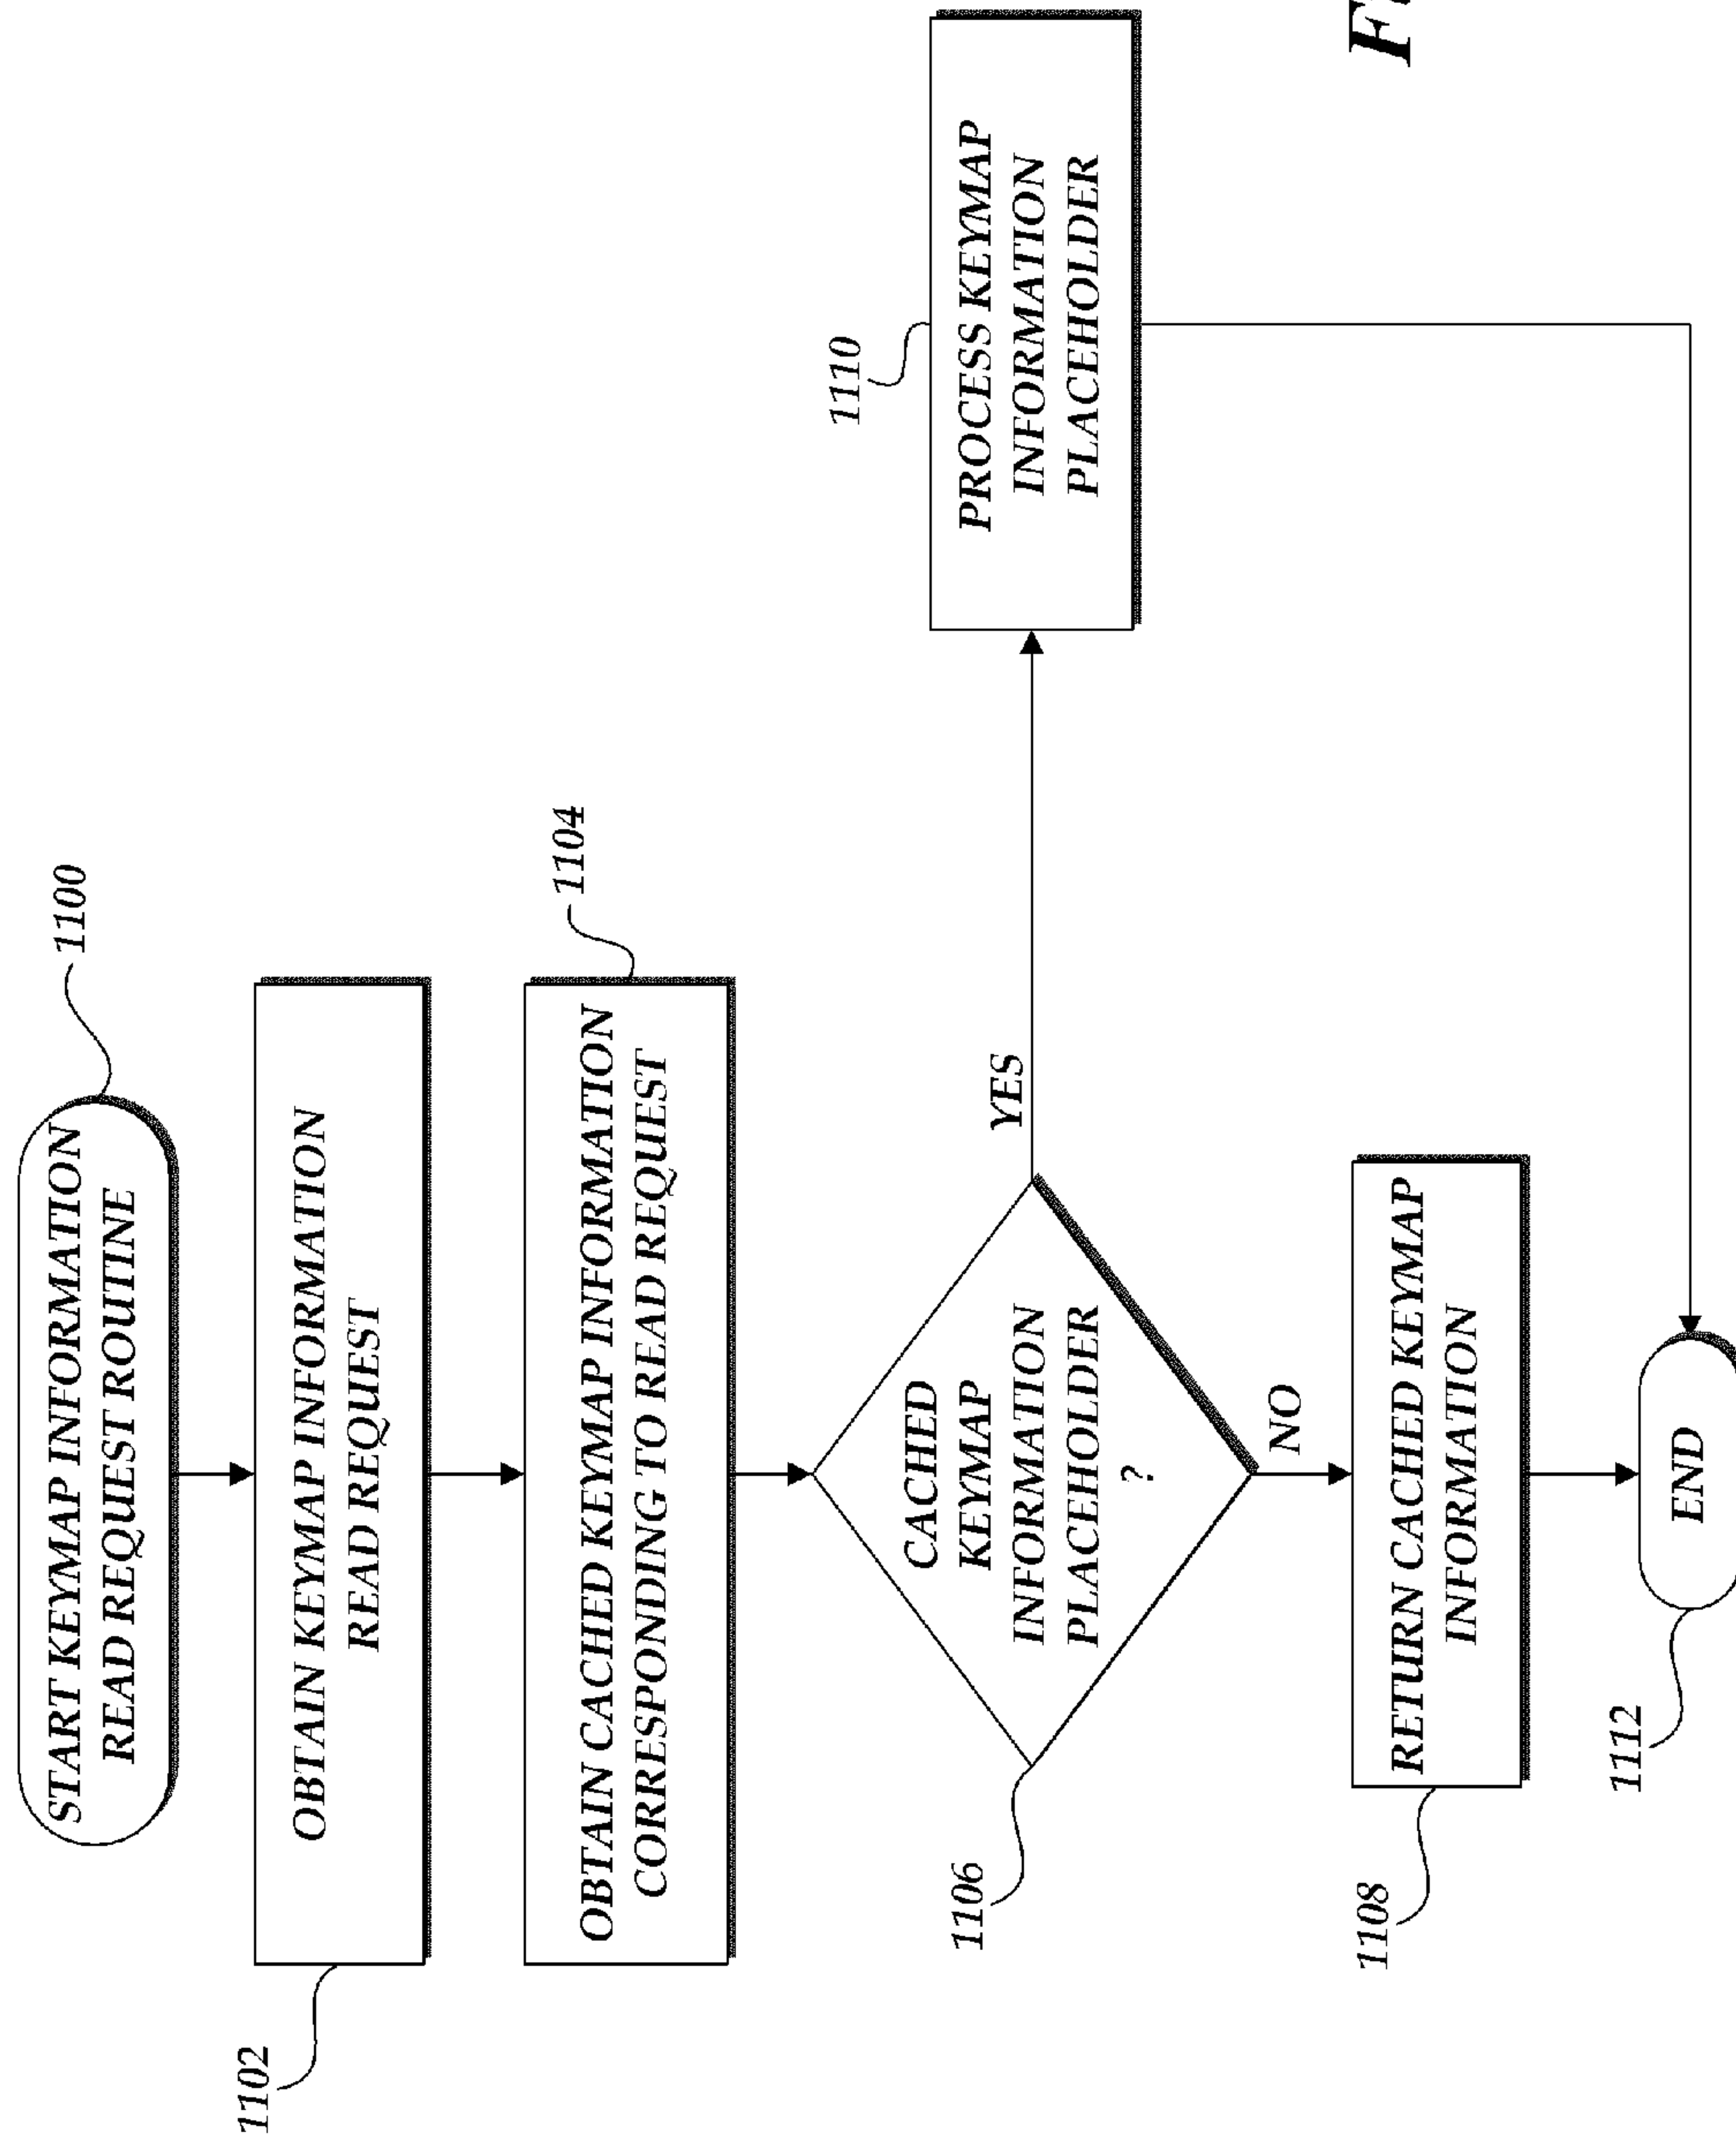 START KEYMAP INFORMATION
READ REQUEST ROUTINE
1100
OBTAIN KEYMAP INFORMATION
READ REQUEST
1102
OBTAIN CACHED KEYMAP INFORMATION
CORRESPONDING TO READ REQUEST
1104
CACHED
KEYMAP
INFORMATION
PLACEHOLDER
?
1106
YES
PROCESS KEYMAP
INFORMATION
PLACEHOLDER
1110
NO
RETURN CACHED KEYMAP
INFORMATION
1108
END
1112